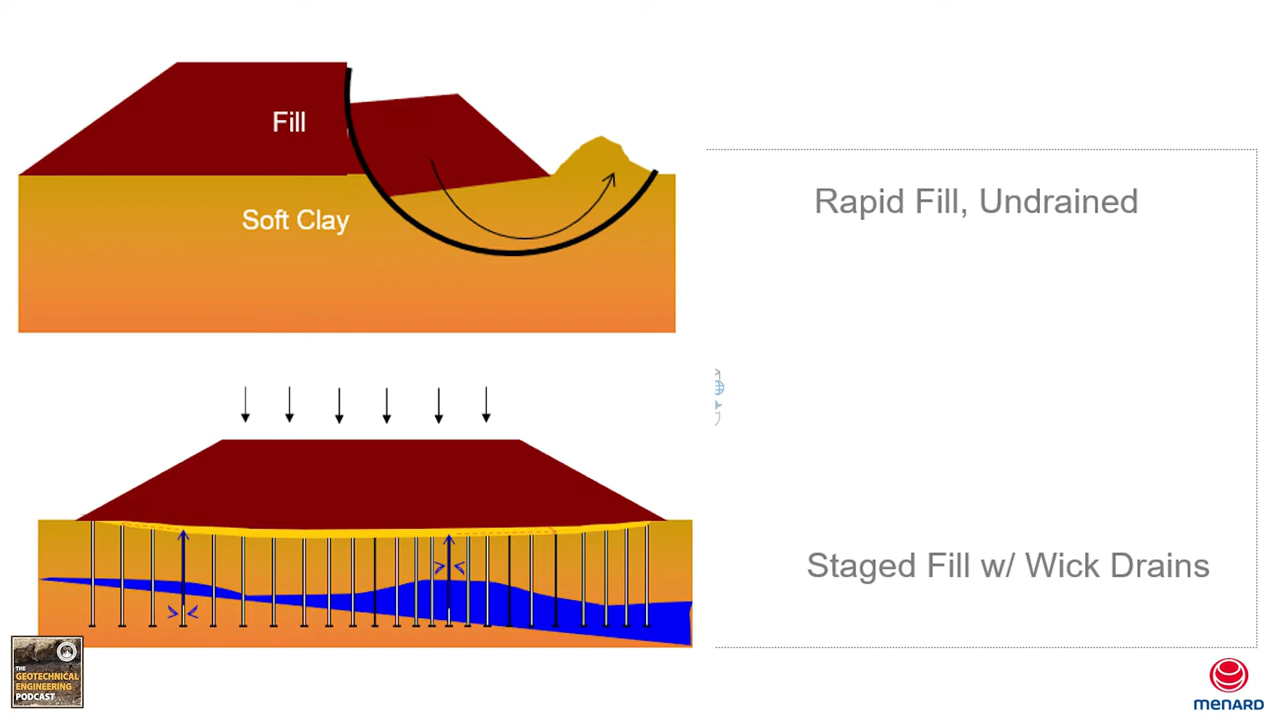 Fill
Soft Clay
Rapid Fill, Undrained
Staged Fill w/ Wick Drains
THE
GEOTECHNICAL
ENGINEERING
PODCAST
MENARD